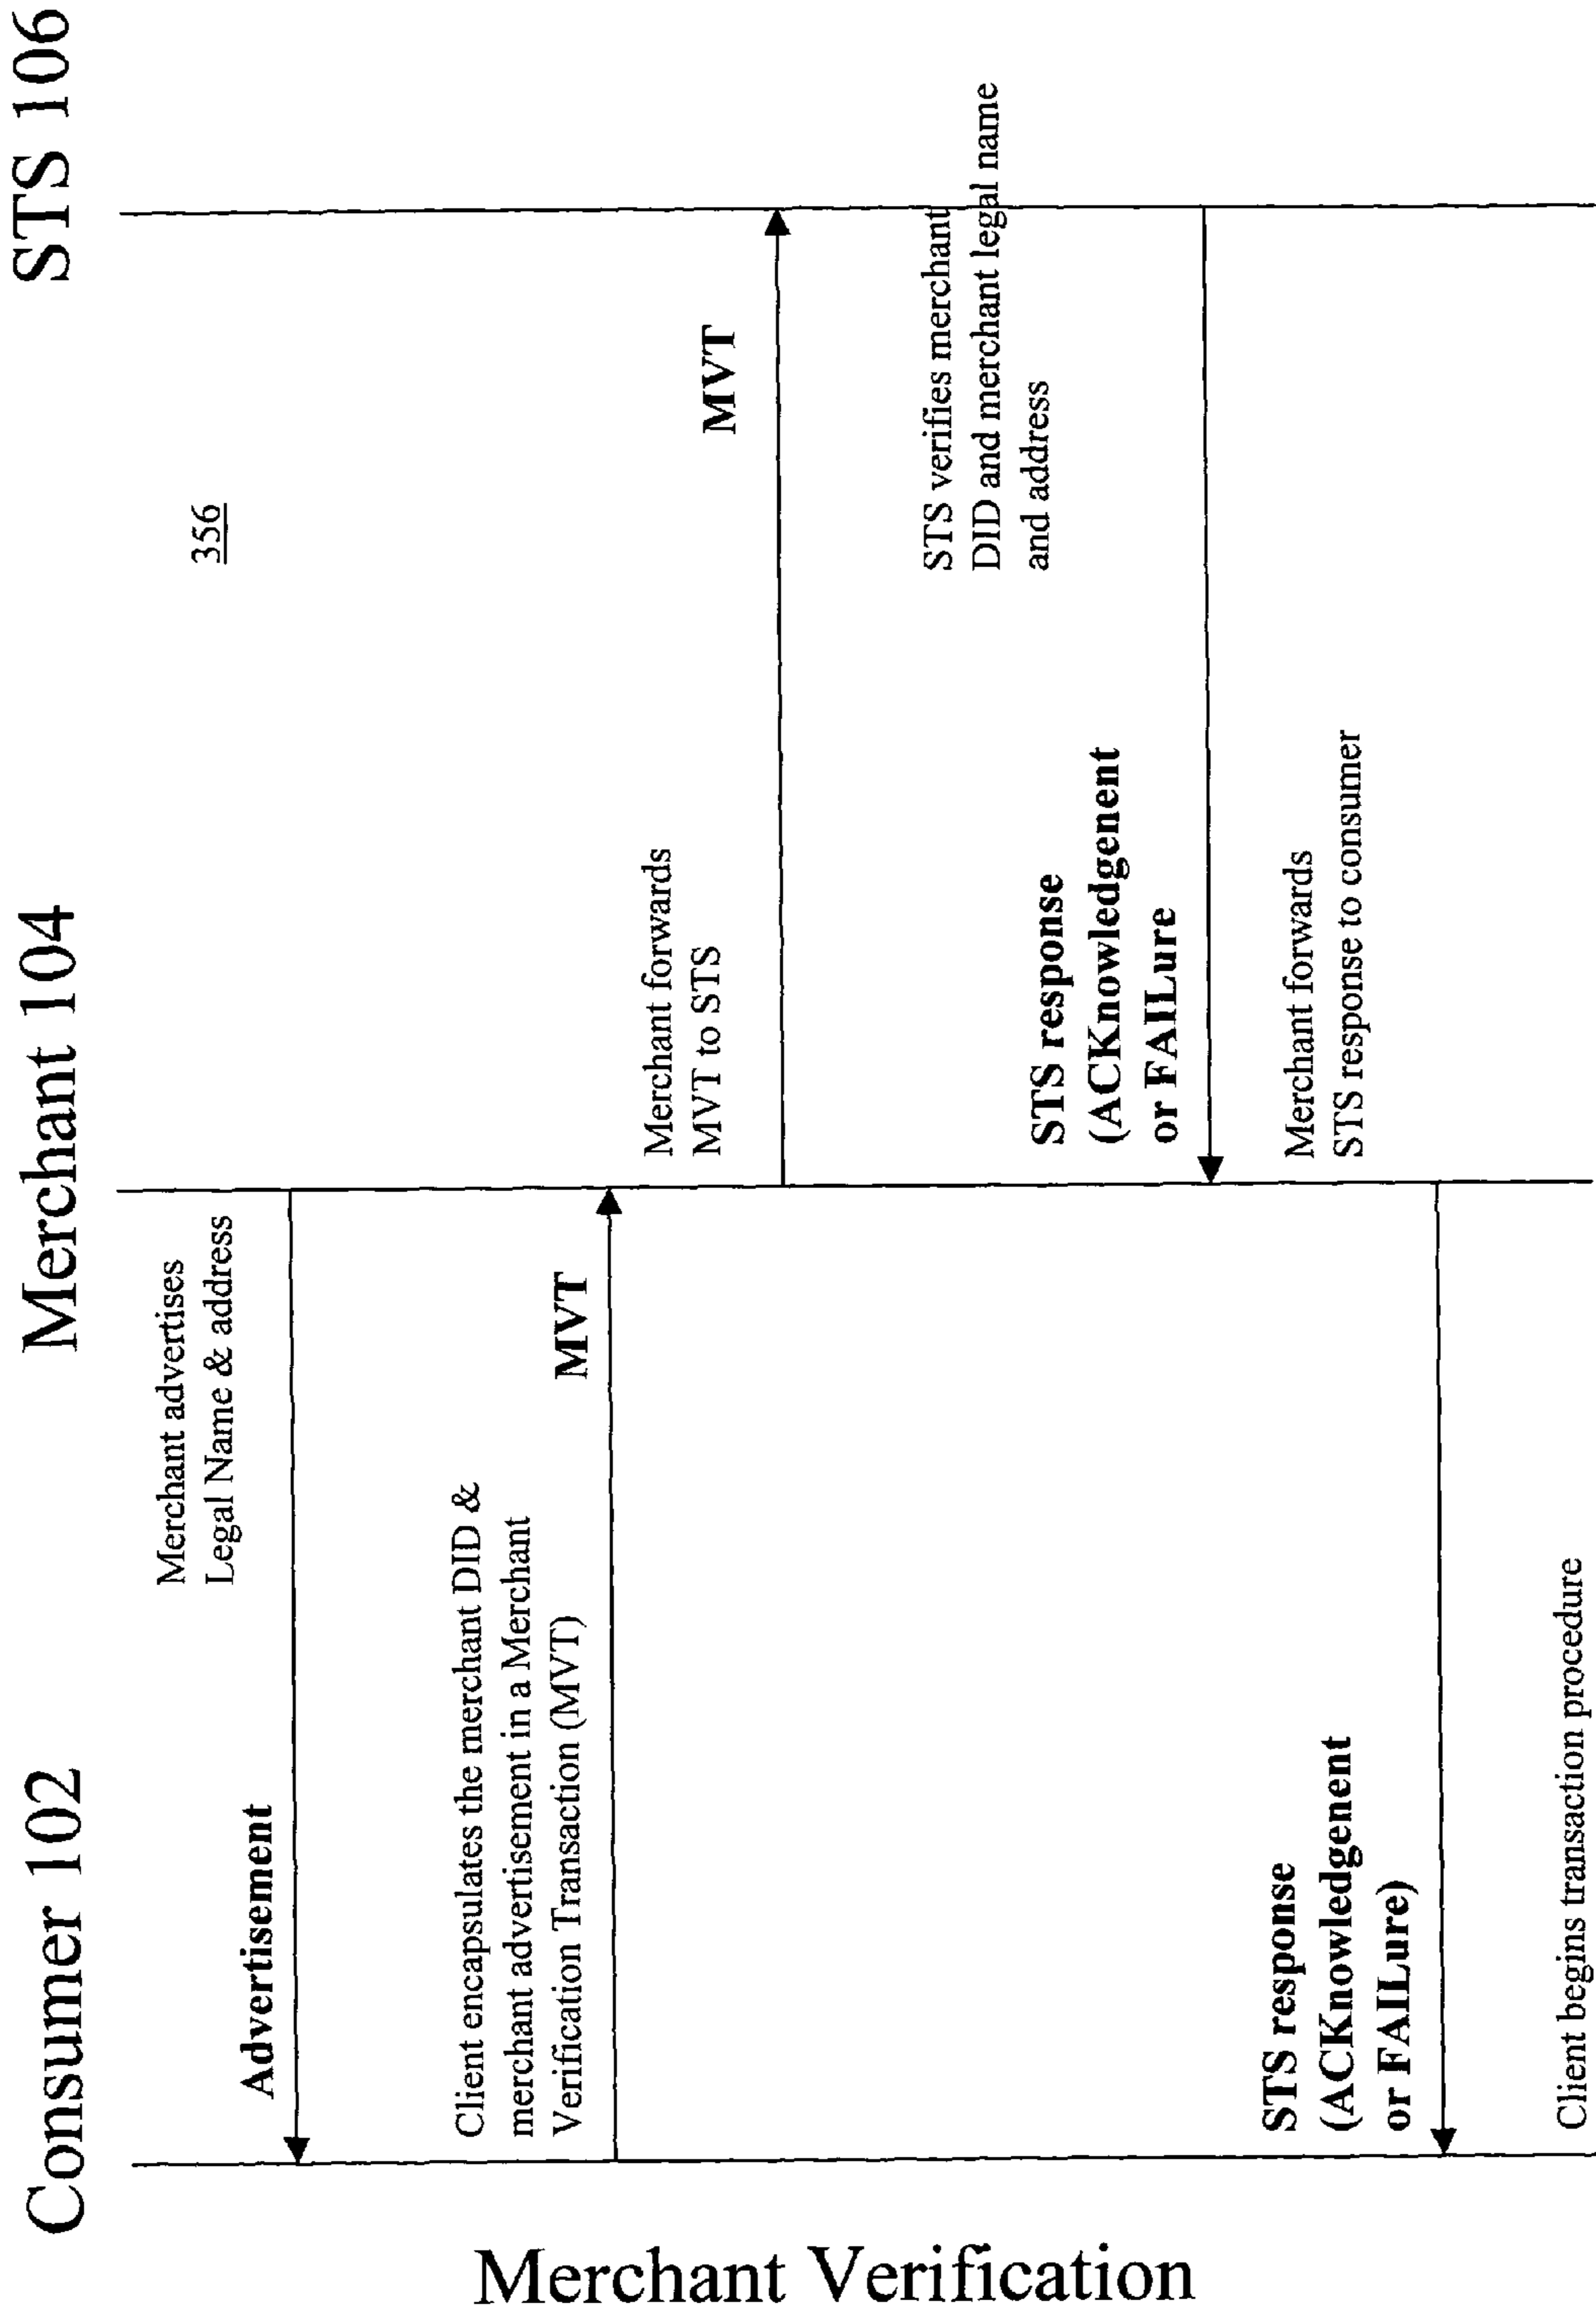 Merchant Verification
Consumer 102
Merchant 104
STS 106
356
Merchant advertises
Legal Name & address
Advertisement
Client encapsulates the merchant DID &
merchant advertisement in a Merchant
Verification Transaction (MVT)
MVT
Merchant forwards
MVT to STS
MVT
STS verifies merchant
DID and merchant legal name
and address
STS response
(ACKnowledgenent
or FAILure
Merchant forwards
STS response to consumer
STS response
(ACKnowledgenent
or FAILure)
Client begins transaction procedure